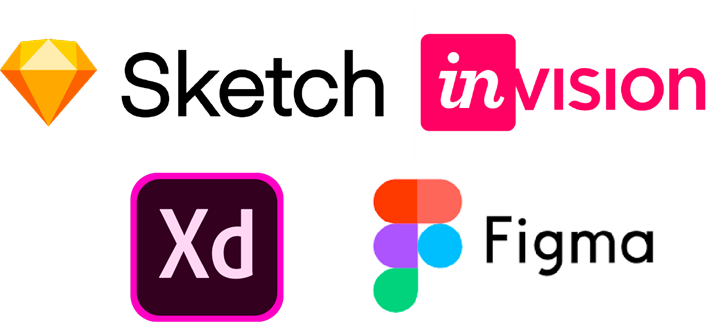 Sketch
invision
Xd
Figma